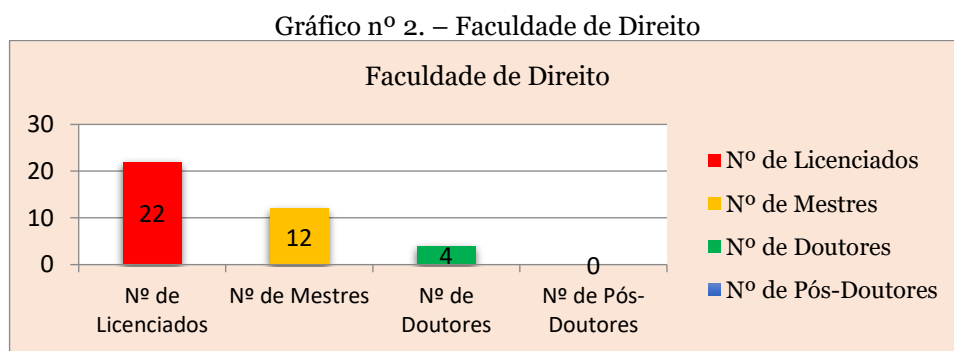 Gráfico nº 2. – Faculdade de Direito
Faculdade de Direito
30
20
10
0
22
12
4
0
Nº de Licenciados
Nº de Mestres
Nº de Doutores
Nº de Pós-Doutores
Nº de
Licenciados
Nº de Mestres
Nº de
Doutores
Nº de Pós-
Doutores